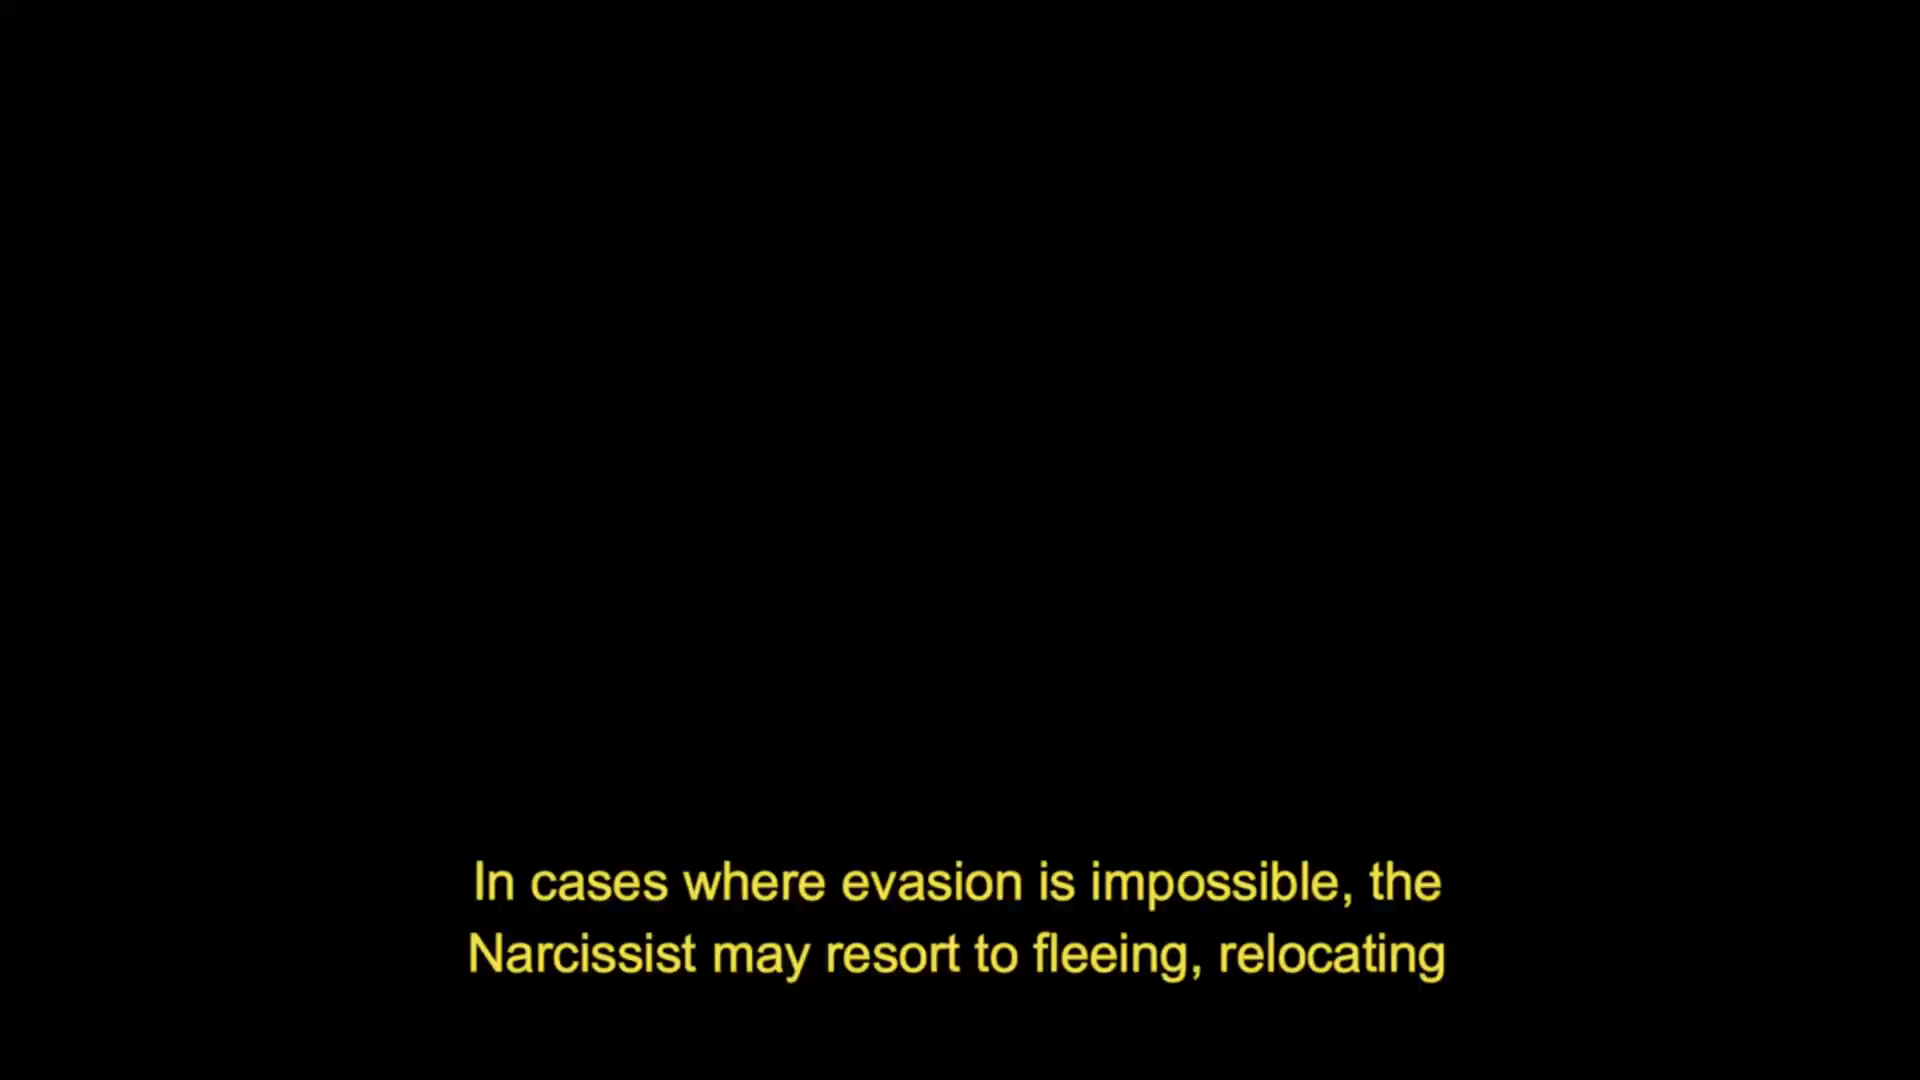 In cases where evasion is impossible, the
Narcissist may resort to fleeing, relocating